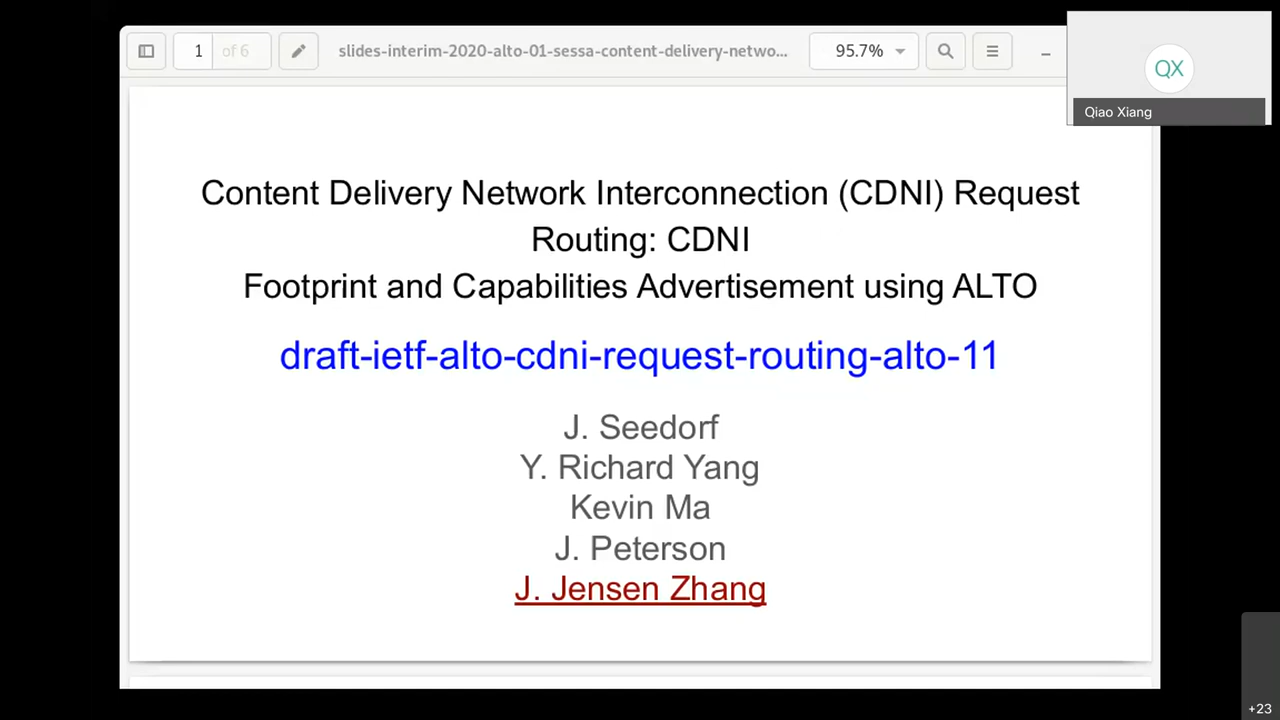 1 of 6
slides-interim-2020-alto-01-sessa-content-delivery-netwo...
95.7%
QX
Qiao Xiang
Content Delivery Network Interconnection (CDNI) Request
Routing: CDNI
Footprint and Capabilities Advertisement using ALTO
draft-ietf-alto-cdni-request-routing-alto-11
J. Seedorf
Y. Richard Yang
Kevin Ma
J. Peterson
J. Jensen Zhang
+23